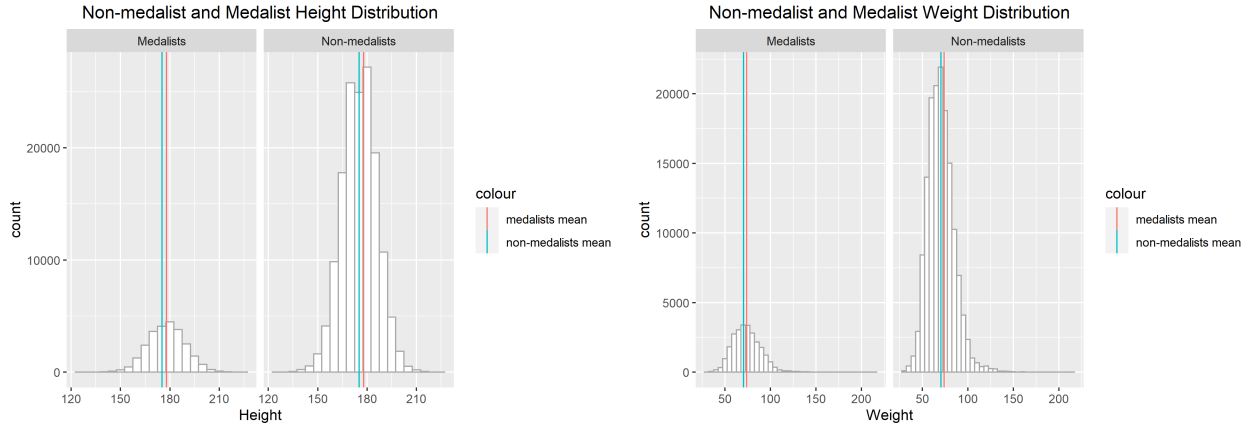 Non-medalist and Medalist Height Distribution
Medalists
Non-medalists
20000
10000
0
count
120
150
180
210
120
150
180
210
Height
colour
medalists mean
non-medalists mean
Non-medalist and Medalist Weight Distribution
Medalists
Non-medalists
20000
15000
10000
5000
0
count
50
100
150
200
50
100
150
200
Weight
colour
medalists mean
non-medalists mean